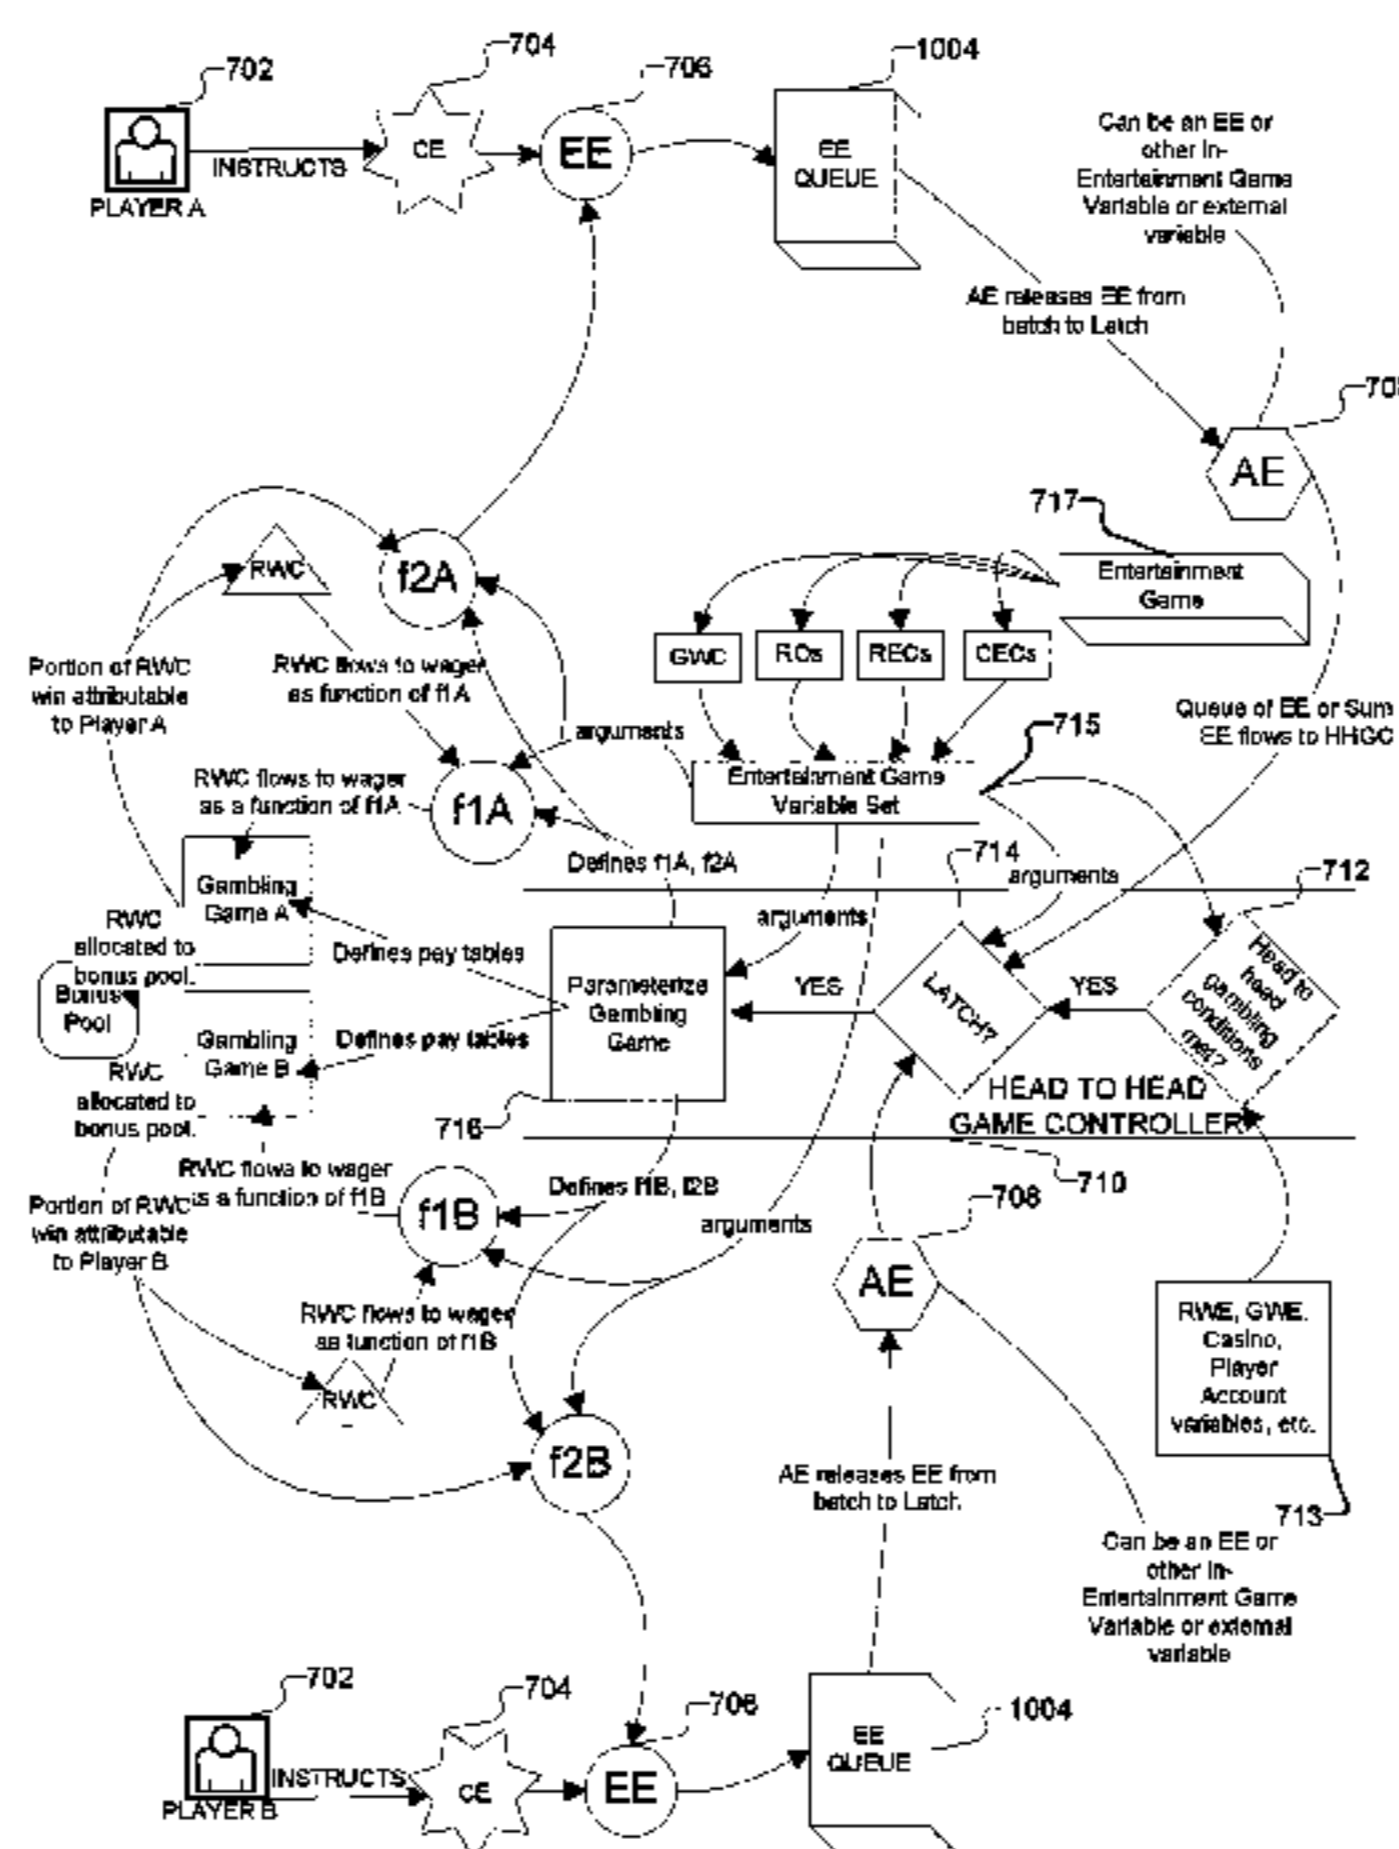 704
1004
702
706
CE
EE
EE
QUEUE
INSTRUCTS
PLAYER A
Can be an EE or
other In-
Entertainment Game
Variable or external
variable
AE releases EE from
batch to Latch
AE
717
Entertainment
Game
RWC
f2A
GWC
ROs
RECs
CECs
Portion of RWC
win attributable
to Player A
RWC flows to wager
as function of f1A
arguments
Queue of EE or Sum
EE flows to HHGC
715
Entertainment Game
Variable Set
RWC flows to wager
as a function of f1A
f1A
Defines f1A, f2A
714
arguments
712
Gambling
Game A
RWC
allocated to
bonus pool.
Defines pay tables
arguments
Bonus
Pool
Parameterize
Gambling
Game
YES
LATCH?
YES
Head to
head
gambling
conditions
met?
Gambling
Game B
Defines pay tables
RWC
allocated to
bonus pool.
716
HEAD TO HEAD
GAME CONTROLLER
710
RWC flows to wager
as a function of f1B
Portion of RWC
win attributable
to Player B
f1B
Defines f1B, f2B
arguments
708
AE
RWC flows to wager
as function of f1B
RWC
RWE, GWE,
Casino,
Player
Account
variables, etc.
f2B
AE releases EE from
batch to Latch
713
Can be an EE or
other In-
Entertainment Game
Variable or external
variable
702
704
706
1004
EE
QUEUE
INSTRUCTS
CE
EE
PLAYER B